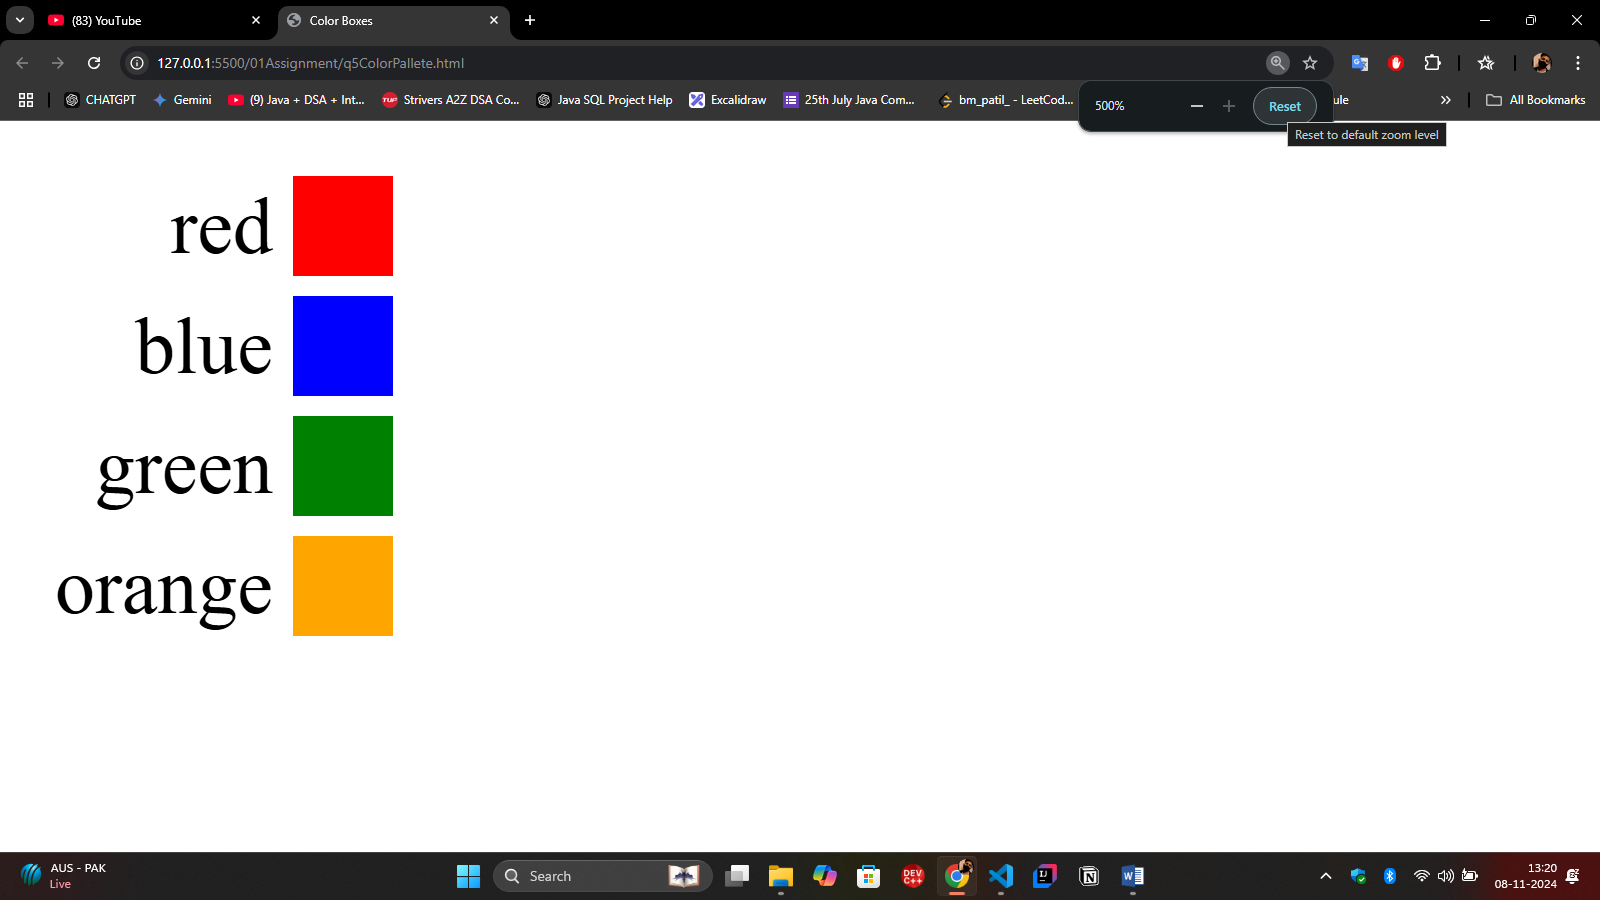 (83) YouTube
Color Boxes
127.0.0.1:5500/01Assignment/q5ColorPallete.html
CHATGPT
Gemini
(9) Java + DSA + Int...
Strivers A2Z DSA Co...
Java SQL Project Help
Excalidraw
25th July Java Com...
bm_patil_ - LeetCod...
ule
All Bookmarks
500%
Reset
Reset to default zoom level
red
blue
green
orange
AUS - PAK
Live
Search
DEV
C++
13:20
08-11-2024